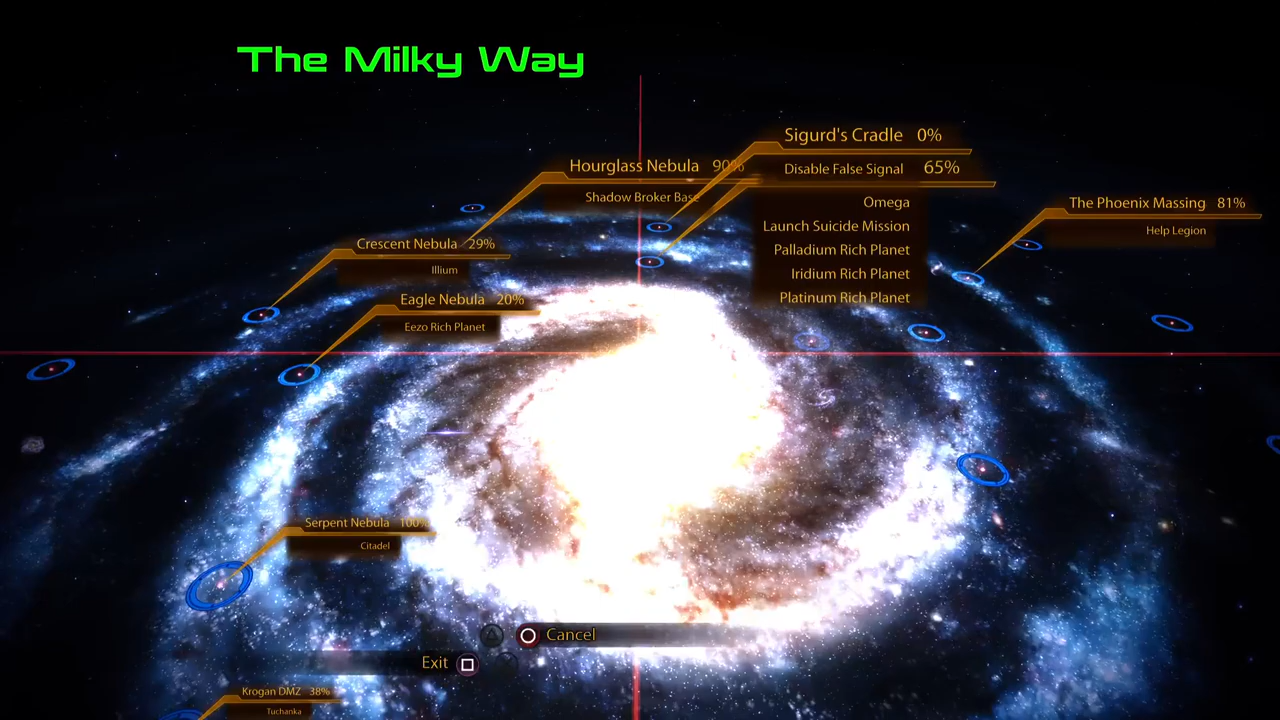 The Milky Way
Sigurd's Cradle 0%
Hourglass Nebula 90%
Disable False Signal 65%
Shadow Broker Base
Omega
The Phoenix Massing 81%
Launch Suicide Mission
Help Legion
Crescent Nebula 29%
Palladium Rich Planet
Illium
Iridium Rich Planet
Eagle Nebula 20%
Platinum Rich Planet
Eezo Rich Planet
Serpent Nebula 100%
Citadel
Cancel
Exit
Krogan DMZ 38%
Tuchanka